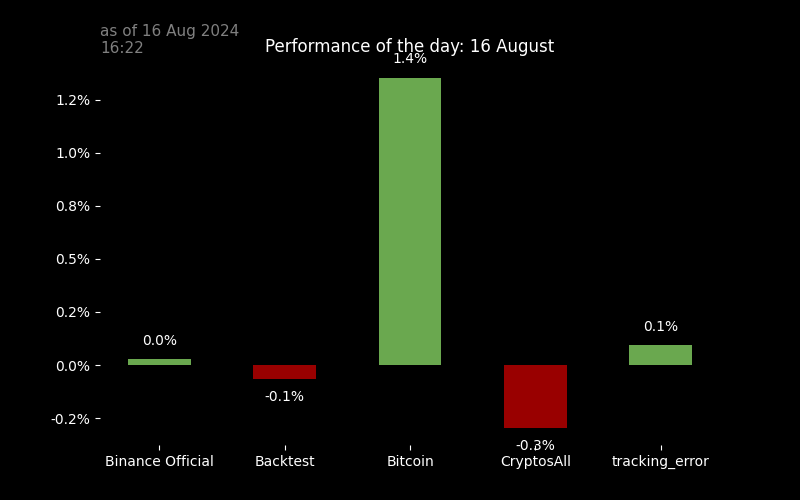 as of 16 Aug 2024
16:22
Performance of the day: 16 August
1.4%
1.2%
1.0%
0.8%
0.5%
0.2%
0.0%
-0.2%
0.0%
-0.1%
0.1%
-0.3%
Binance Official
Backtest
Bitcoin
CryptosAll
tracking_error